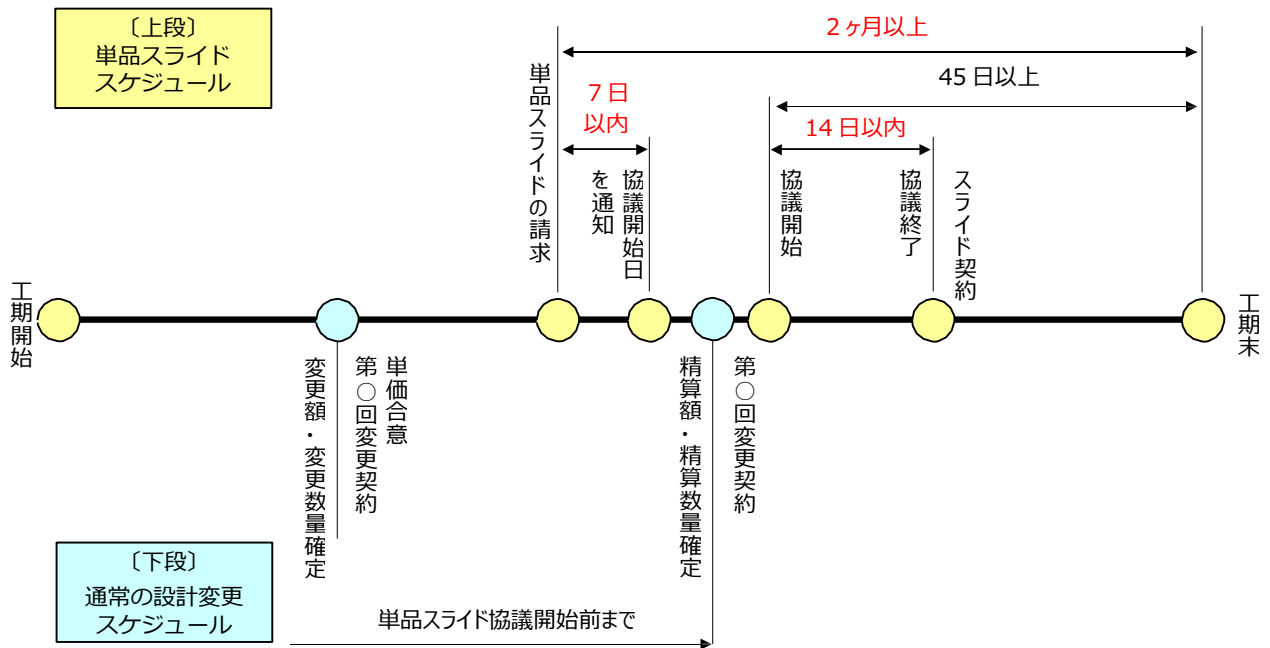 〔上段〕
単品スライド
スケジュール
2ヶ月以上
45日以上
7日
以内
14日以内
単品スライドの請求
協議開始日
を通知
協議開始
協議終了
スライド契約
工期開始
工期末
変更額・変更数量確定
単価合意
第○回変更契約
精算額・精算数量確定
第○回変更契約
〔下段〕
通常の設計変更
スケジュール
単品スライド協議開始前まで